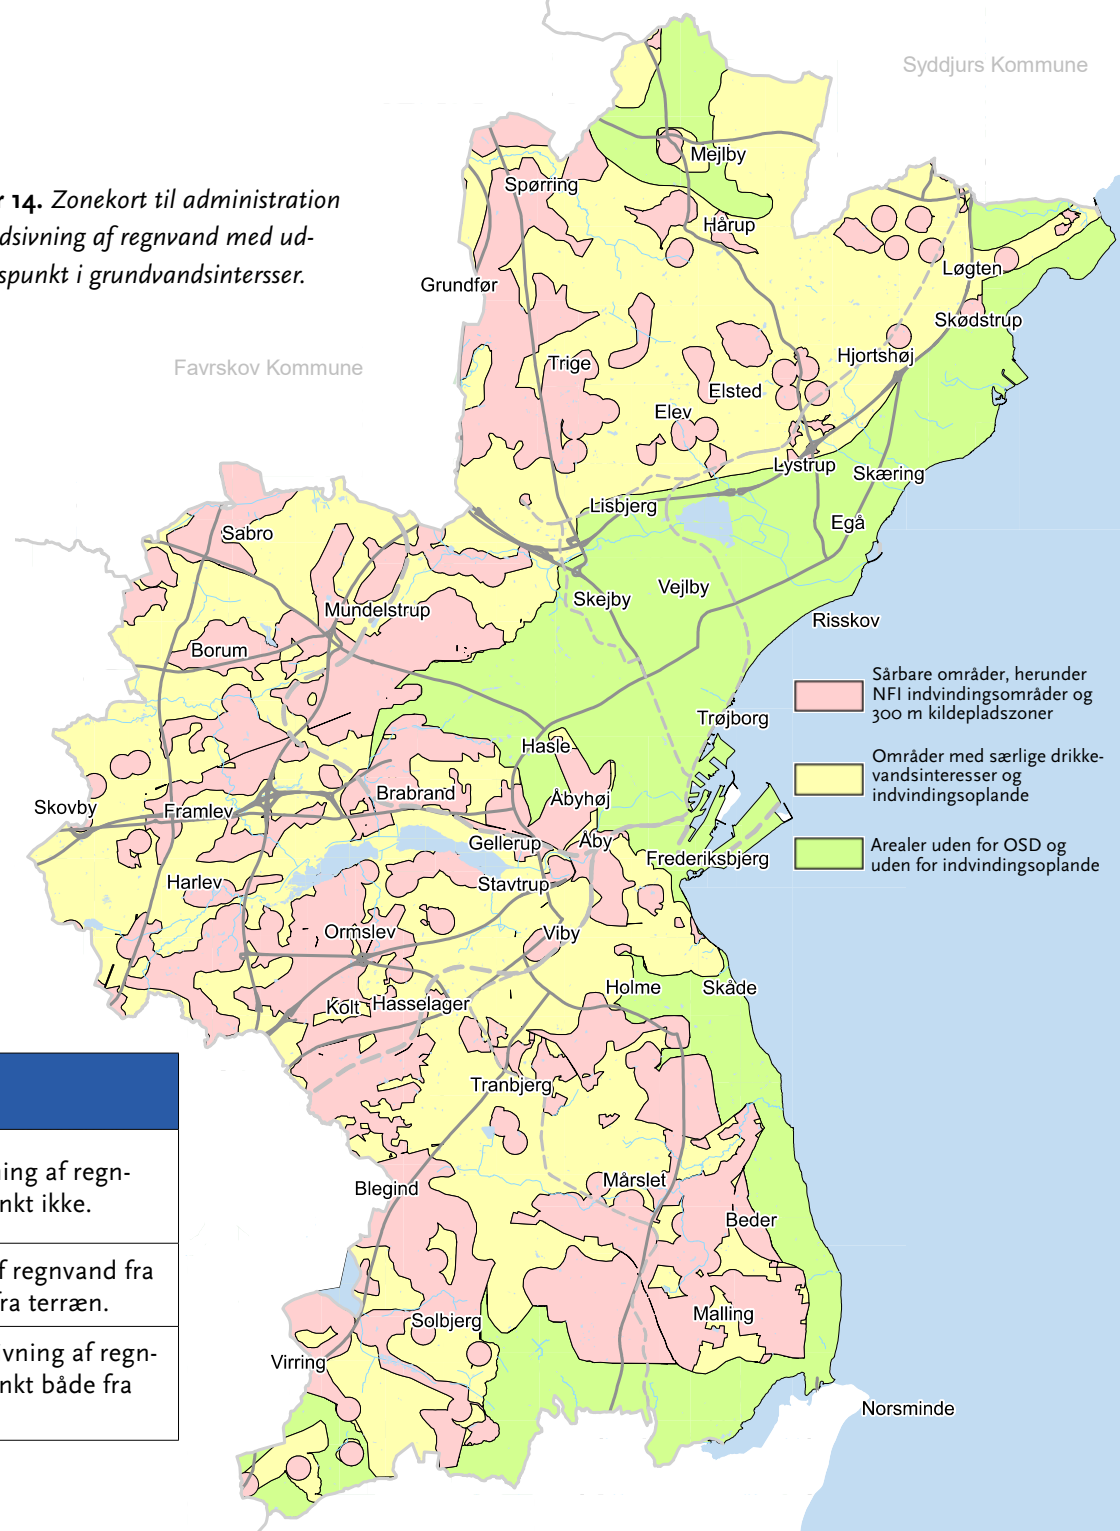 Syddjurs Kommune
r 14. Zonekort til administration
dsivning af regnvand med ud-
spunkt i grundvandsintersser.
Favrskov Kommune
Mejlby
Spørring
Hårup
Grundfør
Løgten
Skødstrup
Hjortshøj
Trige
Elsted
Elev
Lystrup
Skæring
Lisbjerg
Egå
Sabro
Vejlby
Skejby
Mundelstrup
Risskov
Borum
Trøjborg
Hasle
Brabrand
Åbyhøj
Skovby
Framlev
Gellerup
Åby
Frederiksbjerg
Harlev
Stavtrup
Ormslev
Viby
Holme
Skåde
Kolt
Hasselager
Tranbjerg
Mårslet
Blegind
Beder
Malling
Solbjerg
Virring
Norsminde
Sårbare områder, herunder
NFI indvindingsområder og
300 m kildepladszoner
Områder med særlige drikke-
vandsinteresser og
indvindingsoplande
Arealer uden for OSD og
uden for indvindingsoplande
ning af regn-
nkt ikke.
f regnvand fra
fra terræn.
ivning af regn-
nkt både fra